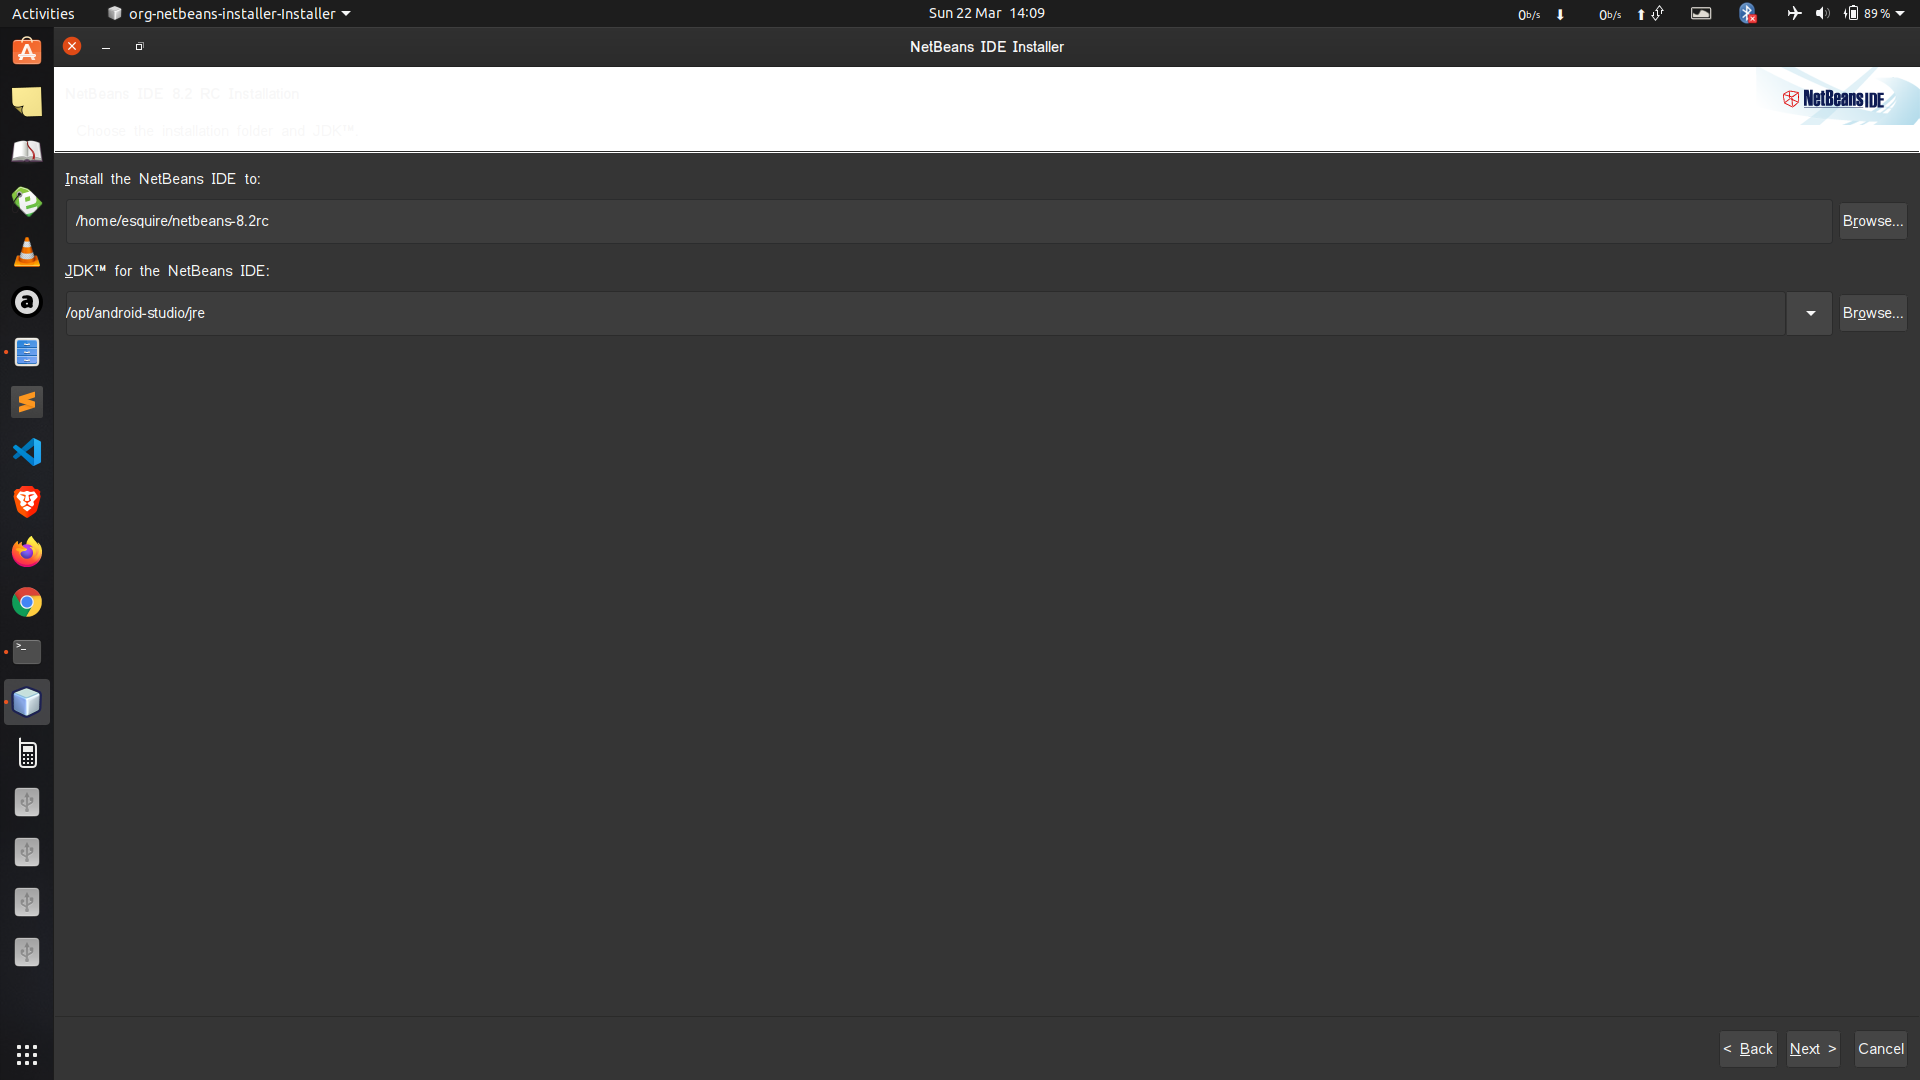 Activities org-netbeans-installer-Installer Sun 22 Mar 14:09 0b/s 0b/s 89 %
NetBeans IDE Installer
NetBeans IDE 8.2 RC Installation
NetBeans IDE
Choose the installation folder and JDK™.
Install the NetBeans IDE to:
/home/esquire/netbeans-8.2rc Browse...
JDK™ for the NetBeans IDE:
/opt/android-studio/jre Browse...
< Back Next > Cancel